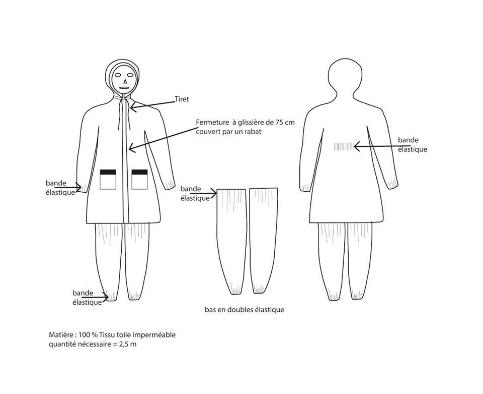 Tiret
Fermeture à glissière de 75 cm
couvert par un rabat
bande
élastique
bande
élastique
bande
élastique
bande
élastique
bas en doubles élastique
Matière : 100 % Tissu toile imperméable
quantité nécessaire = 2,5 m